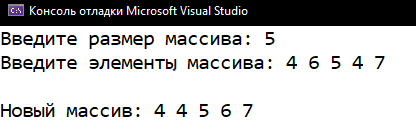 Консоль отладки Microsoft Visual Studio
Введите размер массива: 5
Введите элементы массива: 4 6 5 4 7
Новый массив: 4 4 5 6 7